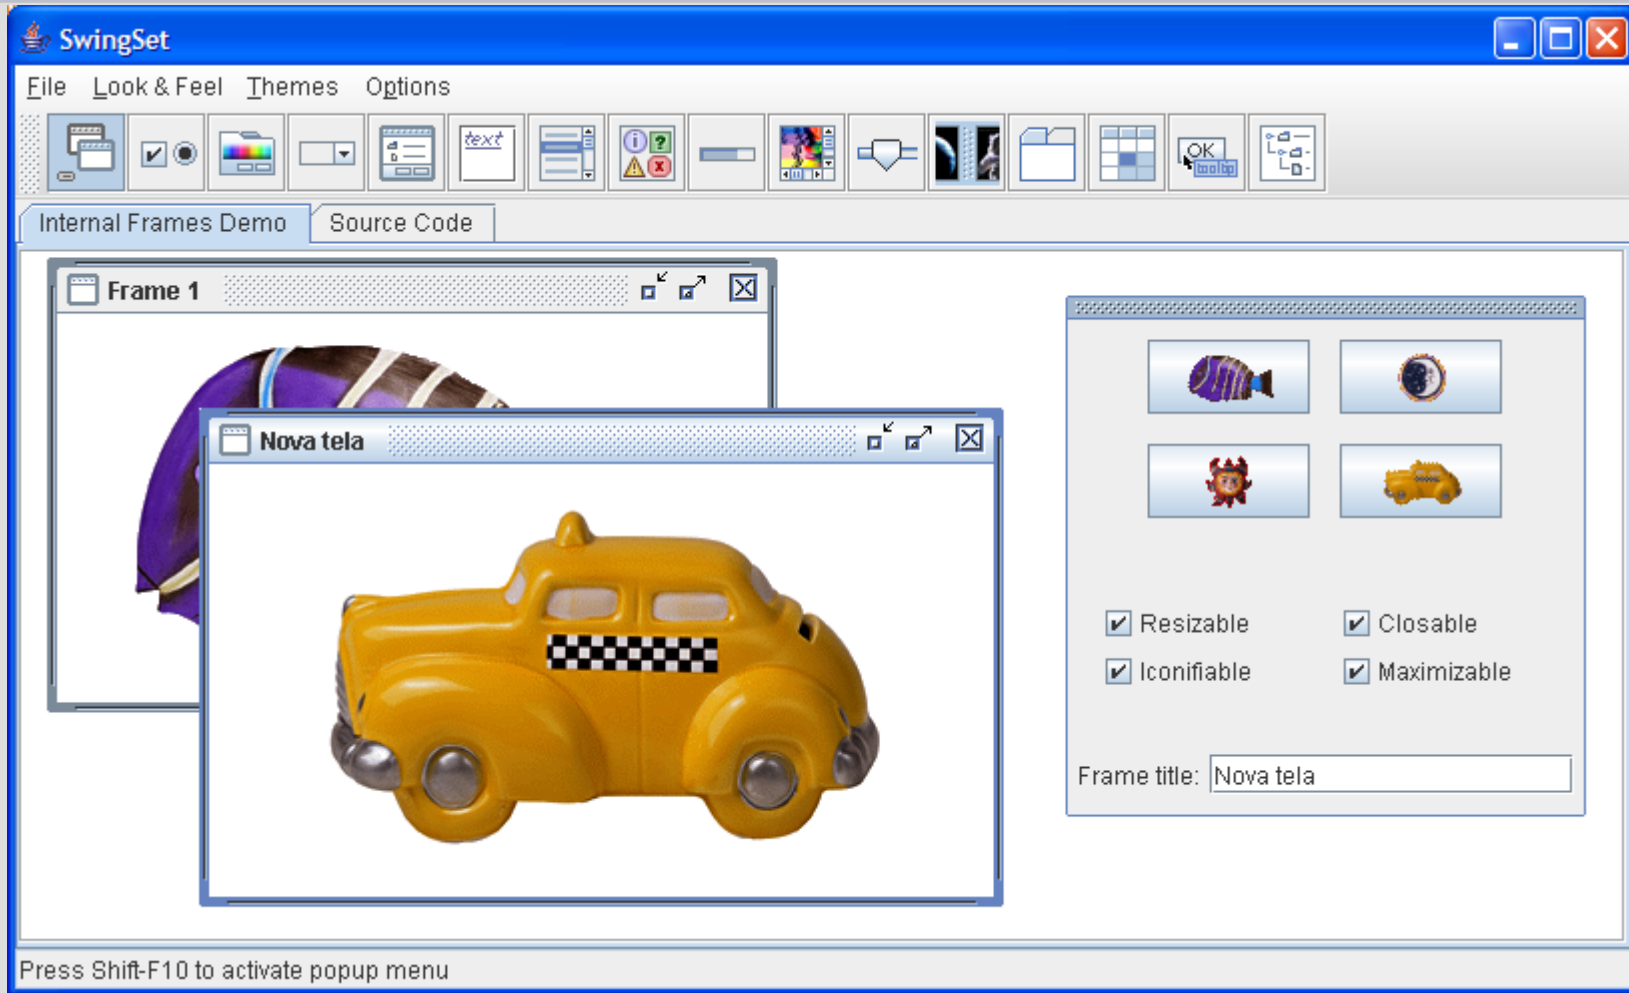 SwingSet
File Look & Feel Themes Options
text
OK
tooltip
Internal Frames Demo Source Code
Frame 1
Nova tela
Resizable Closable
Iconifiable Maximizable
Frame title: Nova tela
Press Shift-F10 to activate popup menu